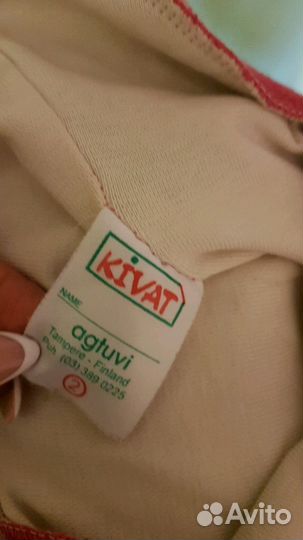 KIVAT
NAME
agtuvi
Tampere - Finland
Puh. (03) 389 0225
2
Avito